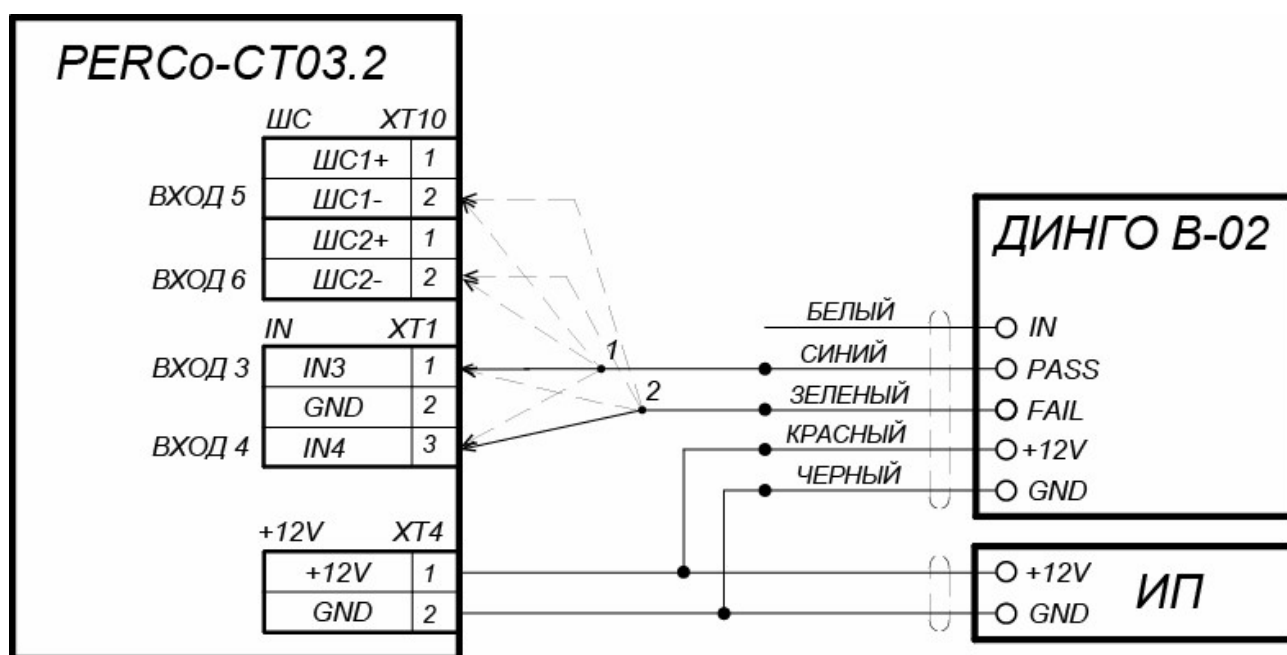 PERCo-CT03.2
ШС XT10
ШС1+ 1
ВХОД 5 ШС1- 2
ШС2+ 1
ВХОД 6 ШС2- 2
IN XT1
ВХОД 3 IN3 1
GND 2
ВХОД 4 IN4 3
+12V XT4
+12V 1
GND 2
1
2
БЕЛЫЙ
СИНИЙ
ЗЕЛЕНЫЙ
КРАСНЫЙ
ЧЕРНЫЙ
ДИНГО В-02
IN
PASS
FAIL
+12V
GND
+12V
ИП
GND